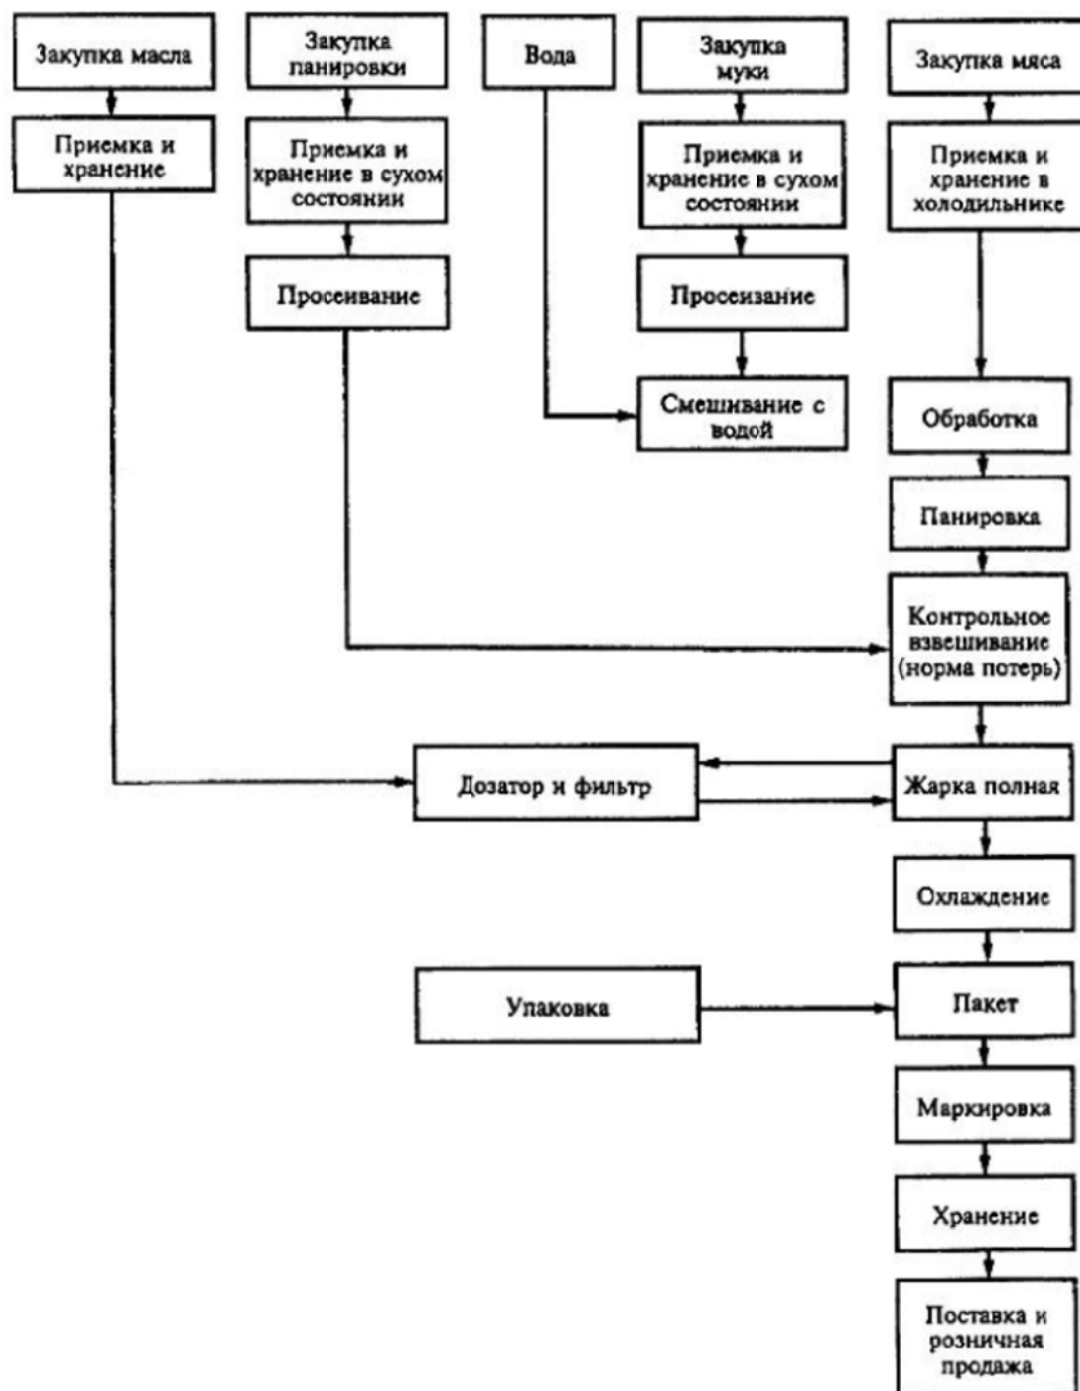 Закупка масла
Закупка
панировки
Вода
Закупка
муки
Закупка мяса
Приемка и
хранение
Приемка и
хранение в сухом
состоянии
Приемка и
хранение в сухом
состоянии
Приемка и
хранение в
холодильнике
Просеивание
Просеизание
Смешивание с
водой
Обработка
Панировка
Контрольное
взвешивание
(норма потерь)
Дозатор и фильтр
Жарка полная
Охлаждение
Упаковка
Пакет
Маркировка
Хранение
Поставка и
розничная
продажа